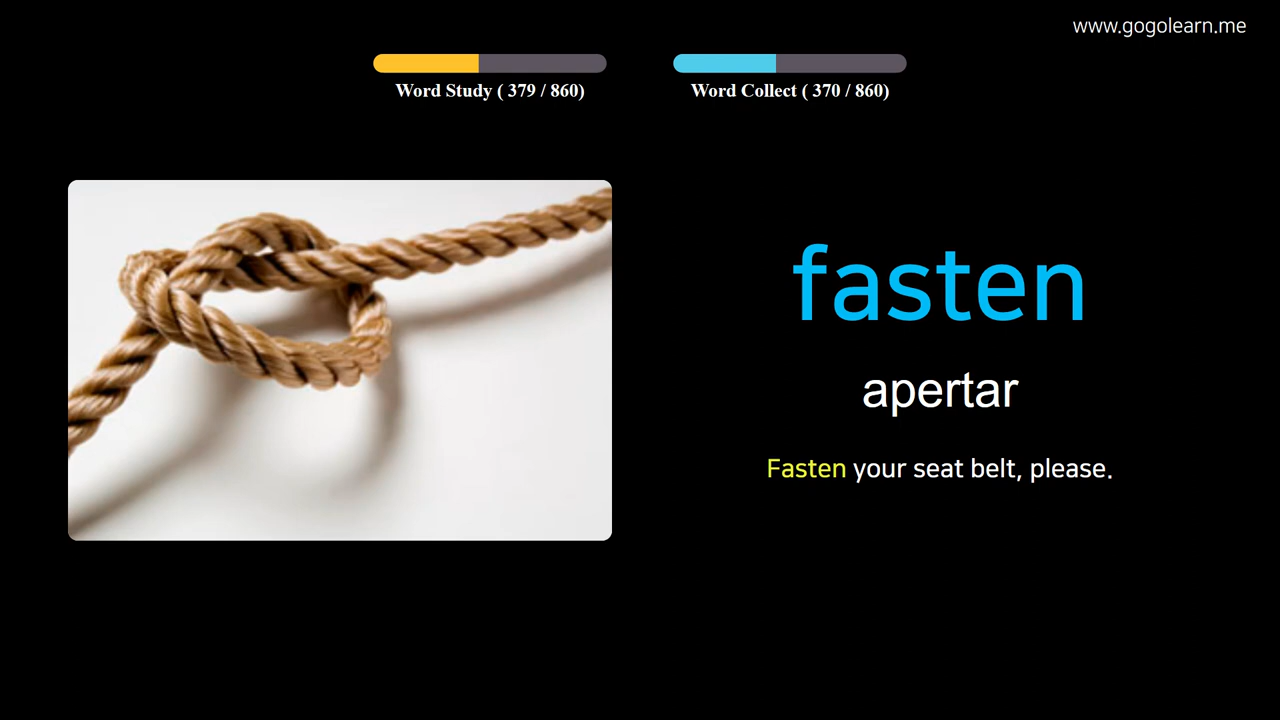 www.gogolearn.me
Word Study ( 379 / 860)
Word Collect ( 370 / 860)
fasten
apertar
Fasten your seat belt, please.